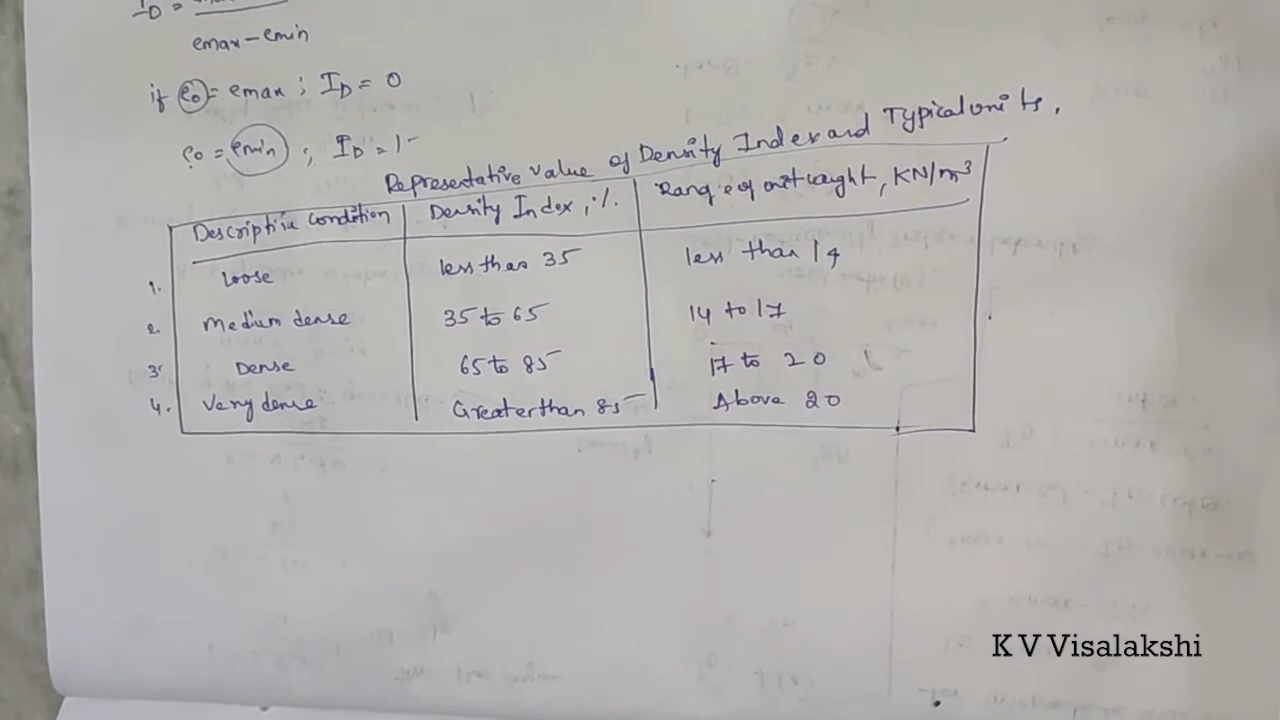 I_D =
emax - emin
if e₀ = emax ; I_D = 0
e₀ = emin ; I_D = 1
Representative value of Density Index and Typical units.
Descriptive condition | Density Index, % | Range of unit weight, KN/m³
1. Loose | less than 35 | less than 14
2. Medium dense | 35 to 65 | 14 to 17
3. Dense | 65 to 85 | 17 to 20
4. Very dense | Greater than 85 | Above 20
K V Visalakshi